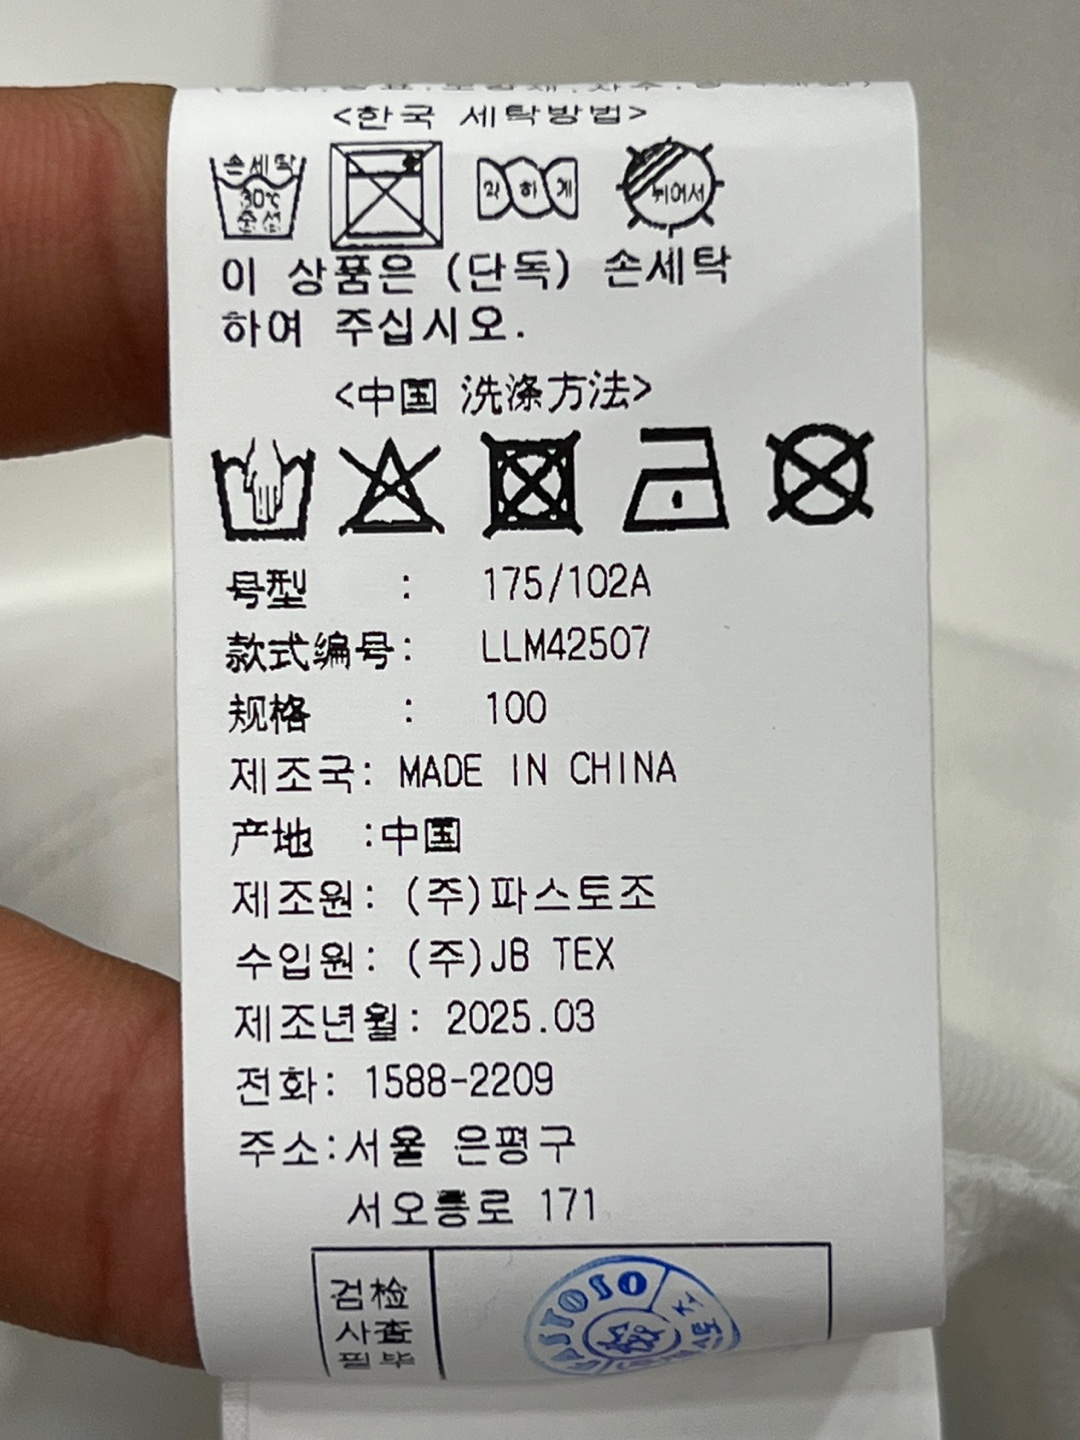 <한국 세탁방법>
손세탁
30℃
중성
약하게
뉘어서
이 상품은 (단독) 손세탁
하여 주십시오.
<中国 洗涤方法>
号型 : 175/102A
款式编号: LLM42507
规格 : 100
제조국: MADE IN CHINA
产地 :中国
제조원: (주)파스토조
수입원: (주)JB TEX
제조년월: 2025.03
전화: 1588-2209
주소:서울 은평구
서오릉로 171
검检
사查
필毕
PASTOSO